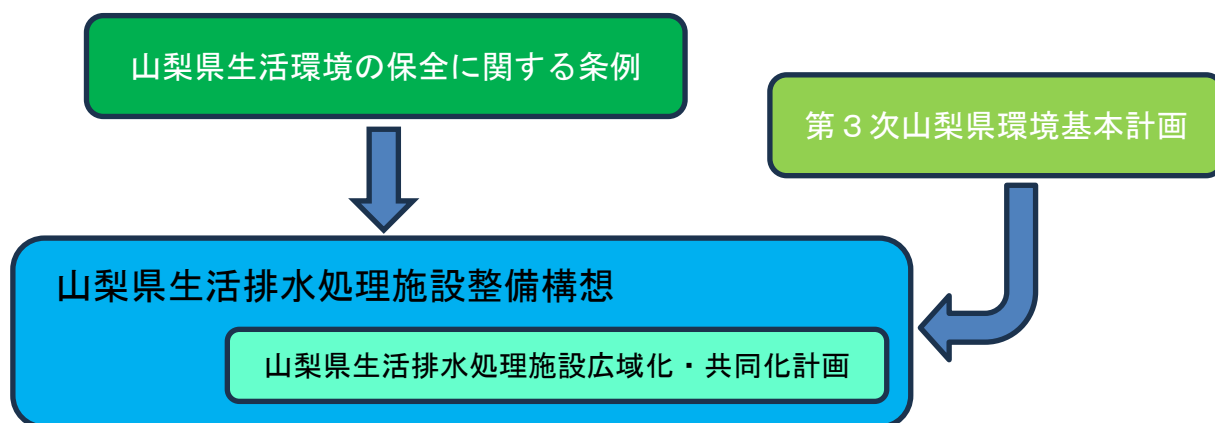 山梨県生活環境の保全に関する条例
第３次山梨県環境基本計画
山梨県生活排水処理施設整備構想
山梨県生活排水処理施設広域化・共同化計画